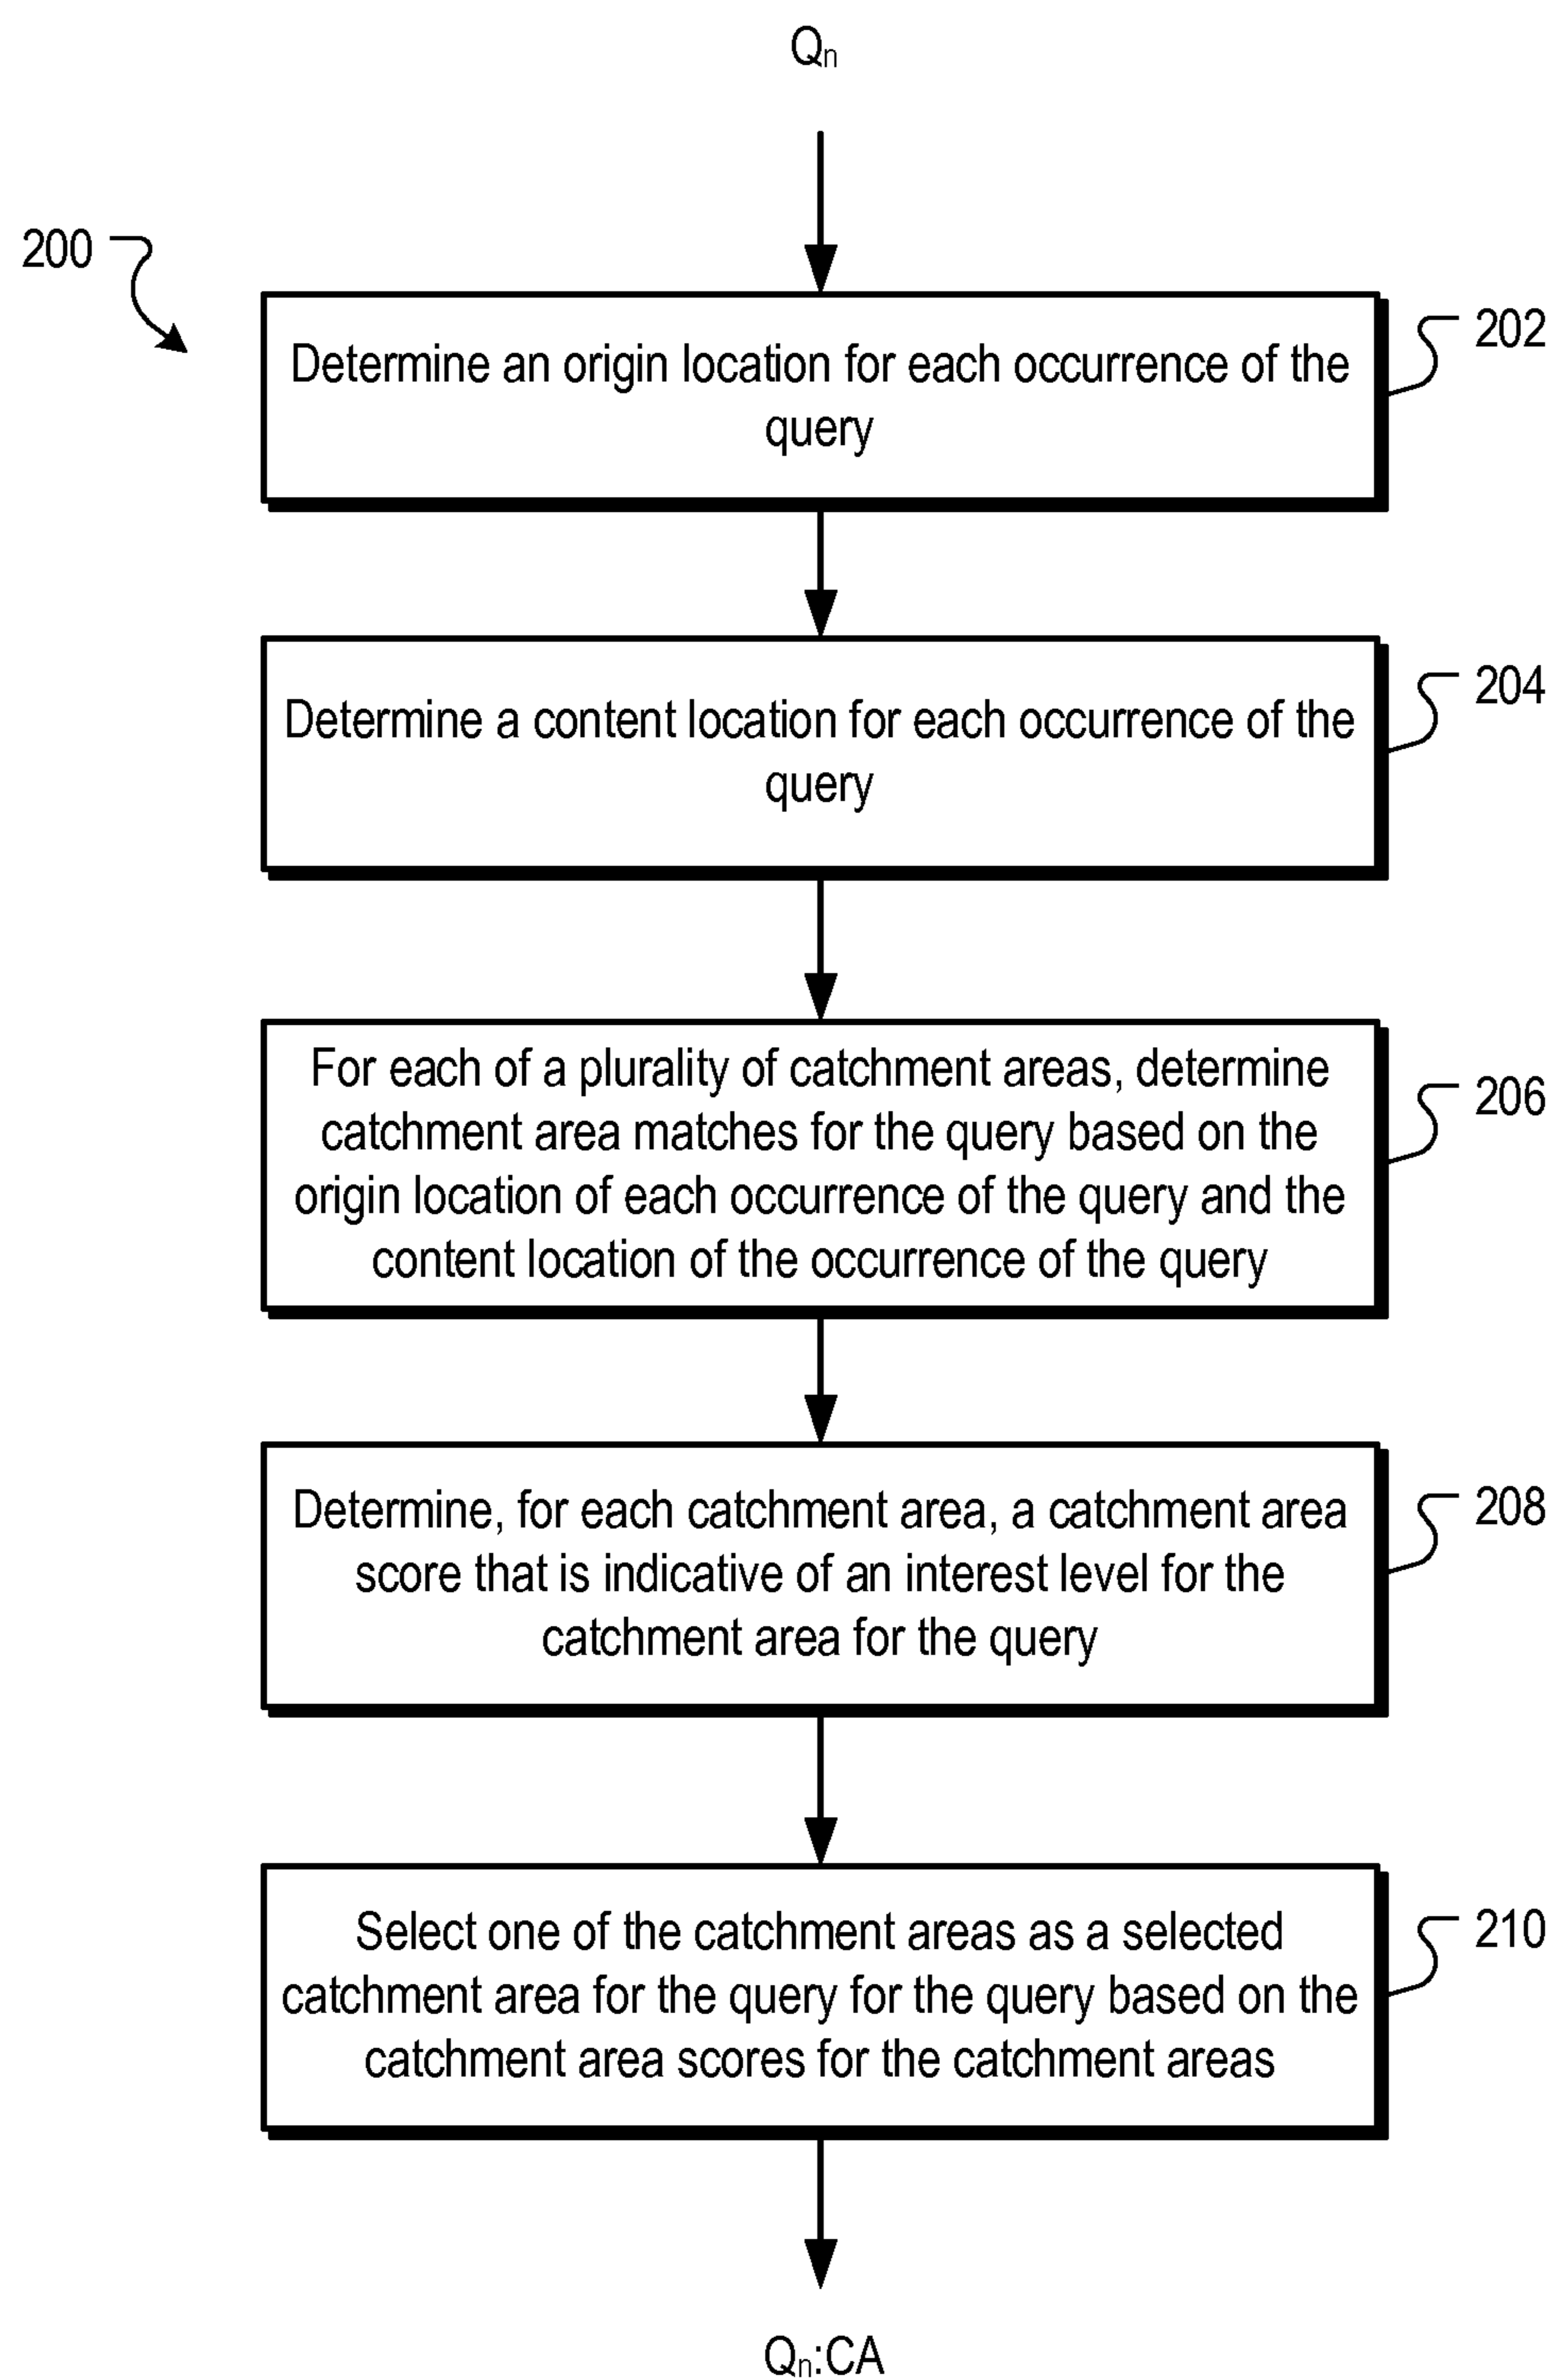 Qn
200
Determine an origin location for each occurrence of the
query
202
Determine a content location for each occurrence of the
query
204
For each of a plurality of catchment areas, determine
catchment area matches for the query based on the
origin location of each occurrence of the query and the
content location of the occurrence of the query
206
Determine, for each catchment area, a catchment area
score that is indicative of an interest level for the
catchment area for the query
208
Select one of the catchment areas as a selected
catchment area for the query for the query based on the
catchment area scores for the catchment areas
210
Qn:CA